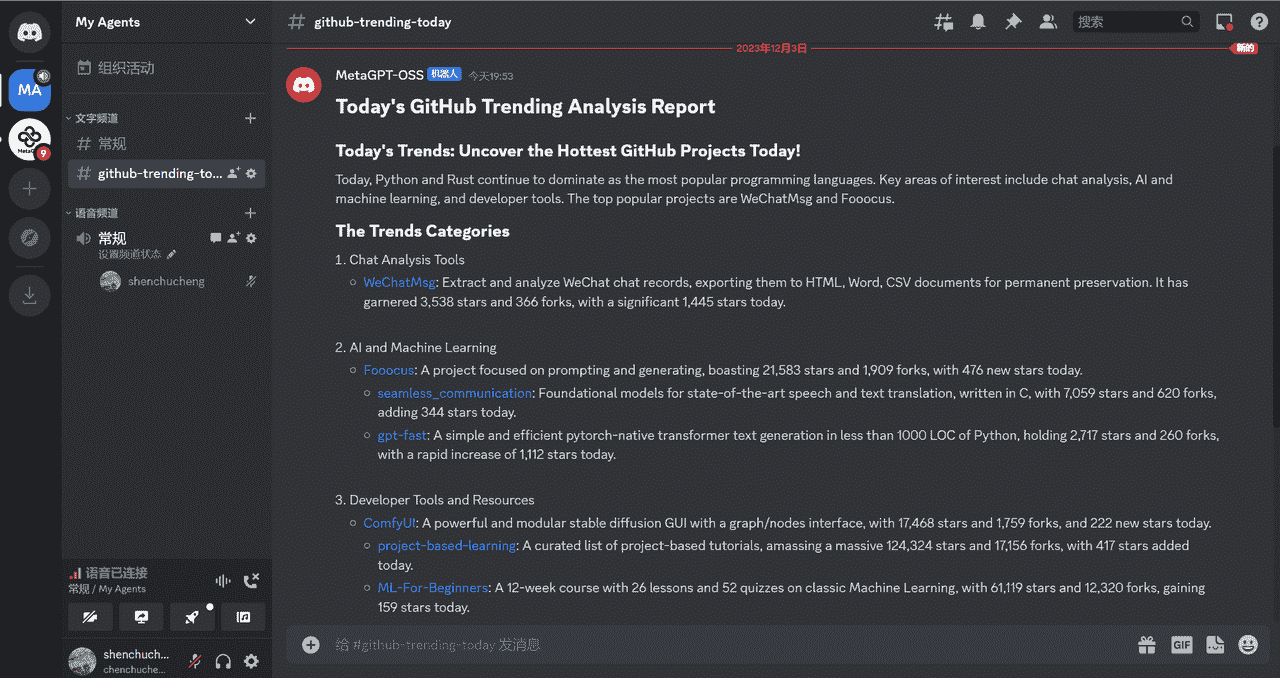 My Agents
组织活动
文字频道
常规
github-trending-to...
语音频道
常规
设置频道状态
shenchucheng
语音已连接
常规 / My Agents
shenchuch...
chenchuche...
MA
9
# github-trending-today
搜索
2023年12月3日
新的
MetaGPT-OSS 机器人 今天19:53
Today's GitHub Trending Analysis Report
Today's Trends: Uncover the Hottest GitHub Projects Today!
Today, Python and Rust continue to dominate as the most popular programming languages. Key areas of interest include chat analysis, AI and
machine learning, and developer tools. The top popular projects are WeChatMsg and Fooocus.
The Trends Categories
1. Chat Analysis Tools
WeChatMsg: Extract and analyze WeChat chat records, exporting them to HTML, Word, CSV documents for permanent preservation. It has
garnered 3,538 stars and 366 forks, with a significant 1,445 stars today.
2. AI and Machine Learning
Fooocus: A project focused on prompting and generating, boasting 21,583 stars and 1,909 forks, with 476 new stars today.
seamless_communication: Foundational models for state-of-the-art speech and text translation, written in C, with 7,059 stars and 620 forks,
adding 344 stars today.
gpt-fast: A simple and efficient pytorch-native transformer text generation in less than 1000 LOC of Python, holding 2,717 stars and 260 forks,
with a rapid increase of 1,112 stars today.
3. Developer Tools and Resources
ComfyUI: A powerful and modular stable diffusion GUI with a graph/nodes interface, with 17,468 stars and 1,759 forks, and 222 new stars today.
project-based-learning: A curated list of project-based tutorials, amassing a massive 124,324 stars and 17,156 forks, with 417 stars added
today.
ML-For-Beginners: A 12-week course with 26 lessons and 52 quizzes on classic Machine Learning, with 61,119 stars and 12,320 forks, gaining
159 stars today.
给 #github-trending-today 发消息
GIF